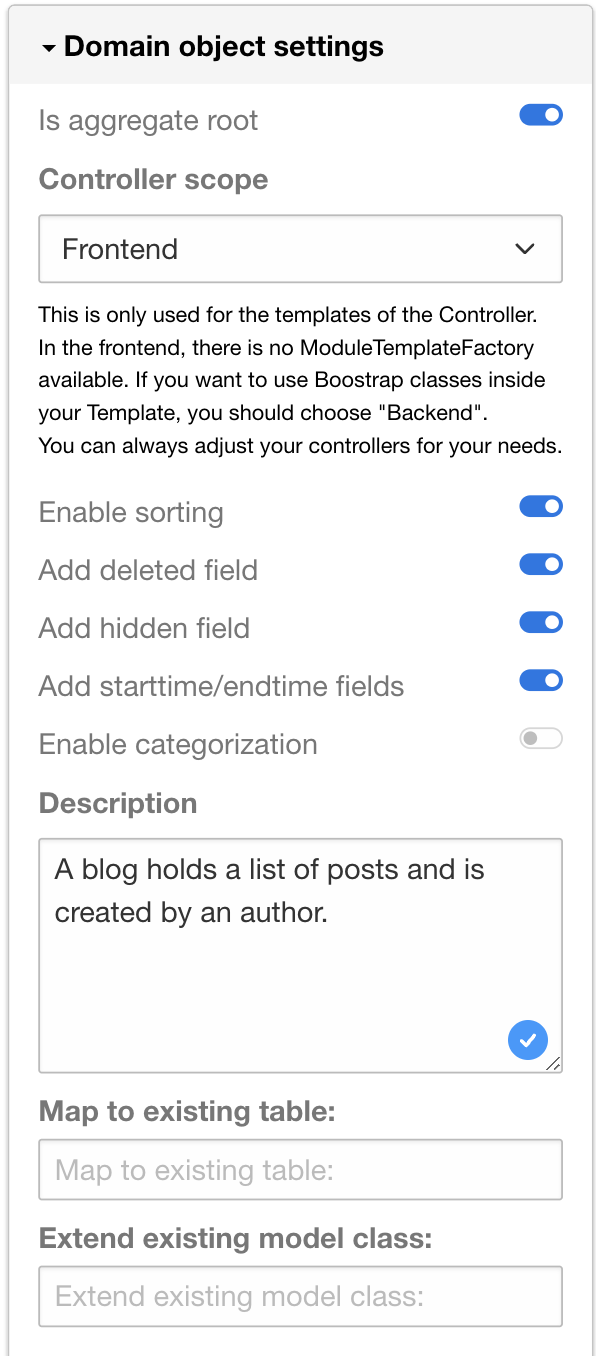 Domain object settings
Is aggregate root
Controller scope
Frontend
This is only used for the templates of the Controller.
In the frontend, there is no ModuleTemplateFactory
available. If you want to use Boostrap classes inside
your Template, you should choose "Backend".
You can always adjust your controllers for your needs.
Enable sorting
Add deleted field
Add hidden field
Add starttime/endtime fields
Enable categorization
Description
A blog holds a list of posts and is
created by an author.
Map to existing table:
Map to existing table:
Extend existing model class:
Extend existing model class: